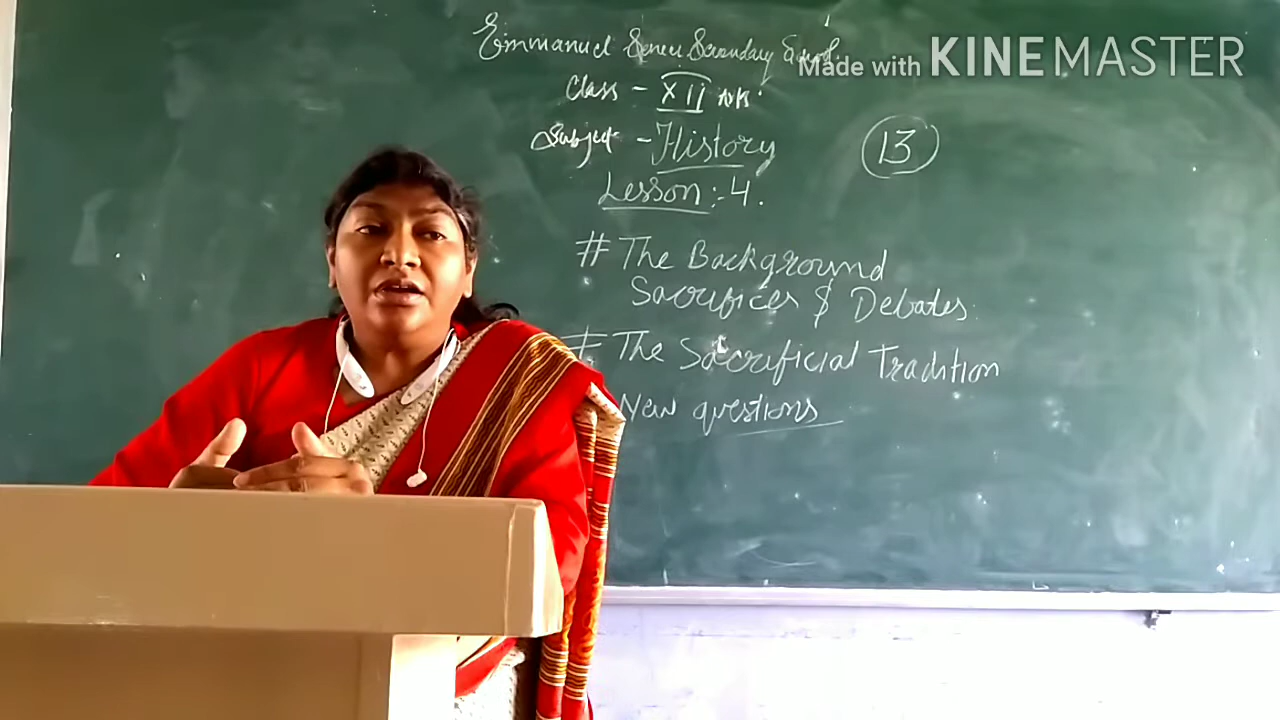 Emmanuel Senior Secondary School.
Made with KINEMASTER
Class - XII Arts
Subject - History
13
Lesson :- 4.
# The Background
Sacrifices & Debates.
# The Sacrificial Tradition
New questions